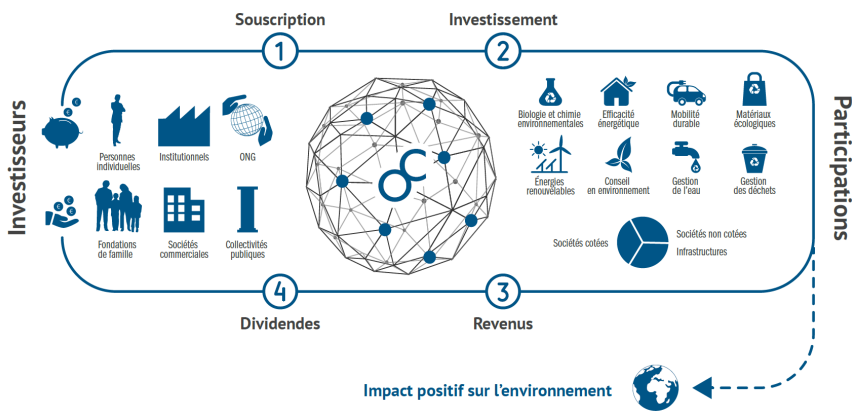 Souscription
Investissement
1
2
Investisseurs
Participations
Personnes
individuelles
Institutionnels
ONG
Fondations
de famille
Sociétés
commerciales
Collectivités
publiques
OC
Biologie et chimie
environnementales
Efficacité
énergétique
Mobilité
durable
Matériaux
écologiques
Énergies
renouvelables
Conseil
en environnement
Gestion
de l'eau
Gestion
des déchets
Sociétés cotées
Sociétés non cotées
Infrastructures
4
3
Dividendes
Revenus
Impact positif sur l'environnement